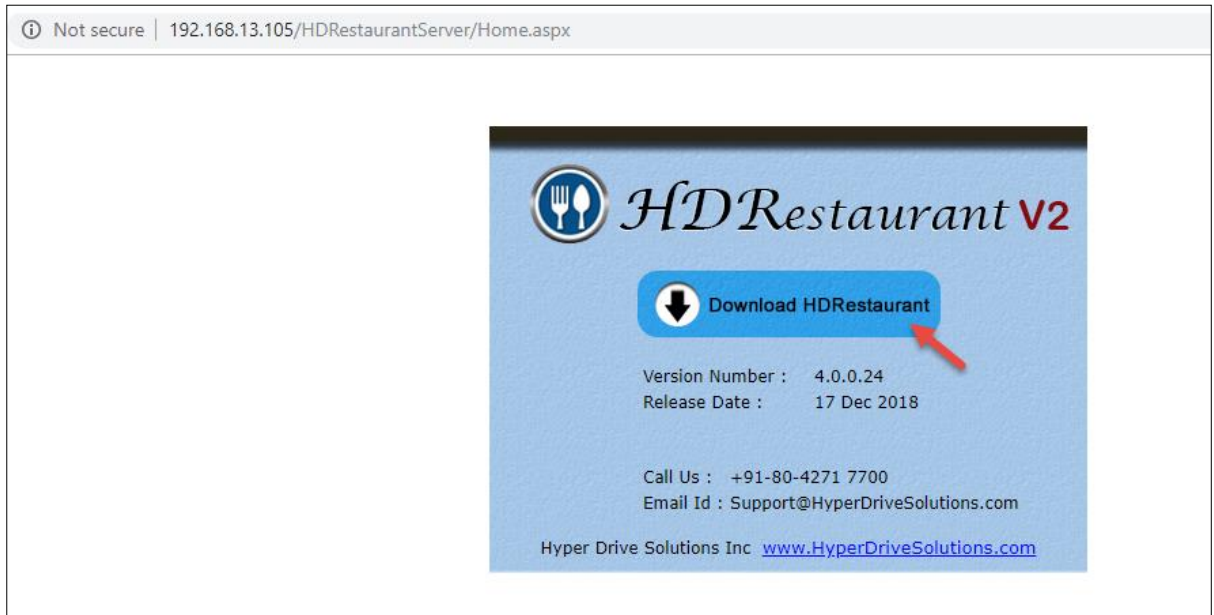 Not secure | 192.168.13.105/HDRestaurantServer/Home.aspx
HDRestaurant V2
Download HDRestaurant
Version Number : 4.0.0.24
Release Date : 17 Dec 2018
Call Us : +91-80-4271 7700
Email Id : Support@HyperDriveSolutions.com
Hyper Drive Solutions Inc www.HyperDriveSolutions.com